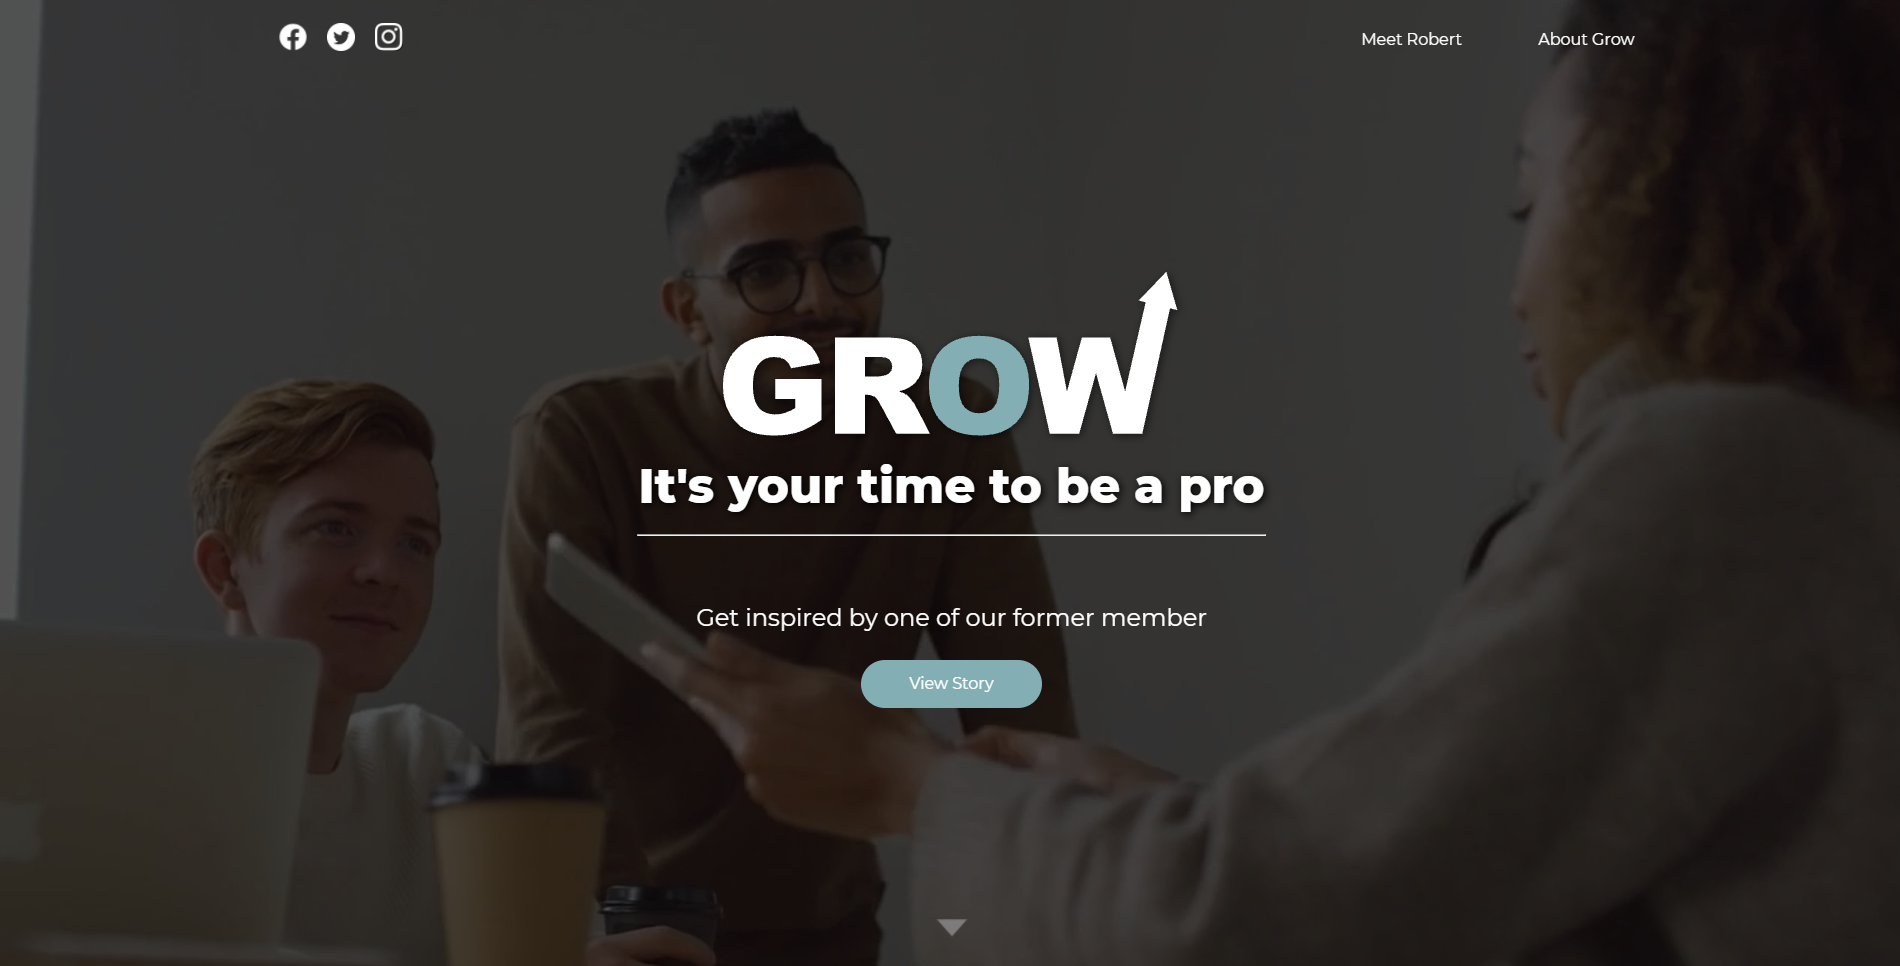 Meet Robert
About Grow
GROW
It's your time to be a pro
Get inspired by one of our former member
View Story